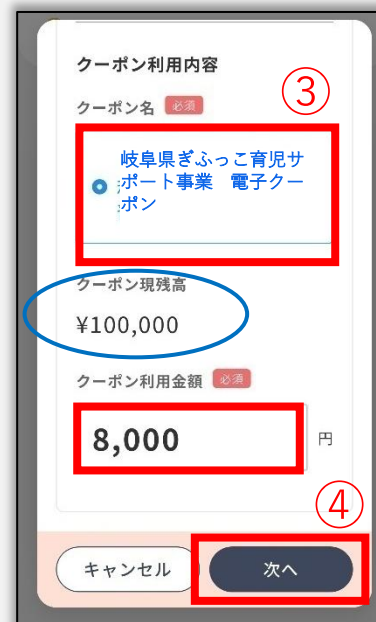 クーポン利用内容
クーポン名 必須
③
岐阜県ぎふっこ育児サ
ポート事業 電子クー
ポン
クーポン現残高
¥100,000
クーポン利用金額 必須
8,000 円
④
キャンセル 次へ